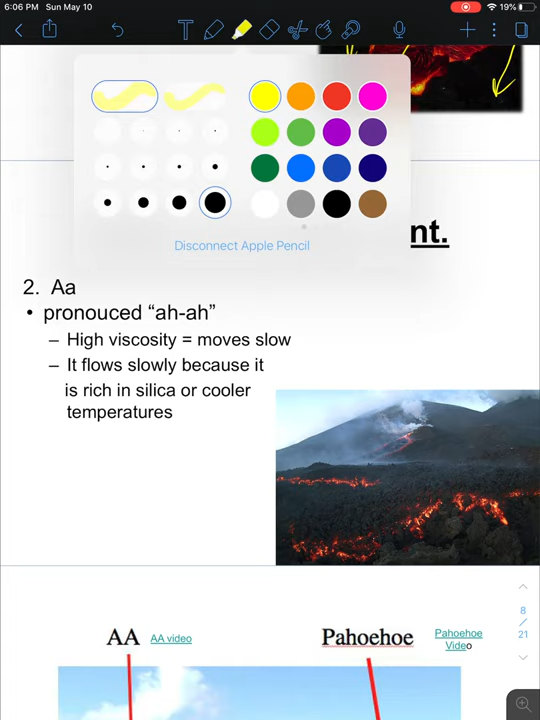 6:06 PM Sun May 10
19%
T
Disconnect Apple Pencil
nt.
2. Aa
• pronouced “ah-ah”
– High viscosity = moves slow
– It flows slowly because it
is rich in silica or cooler
temperatures
8
/
21
AA AA video
Pahoehoe Pahoehoe
Video